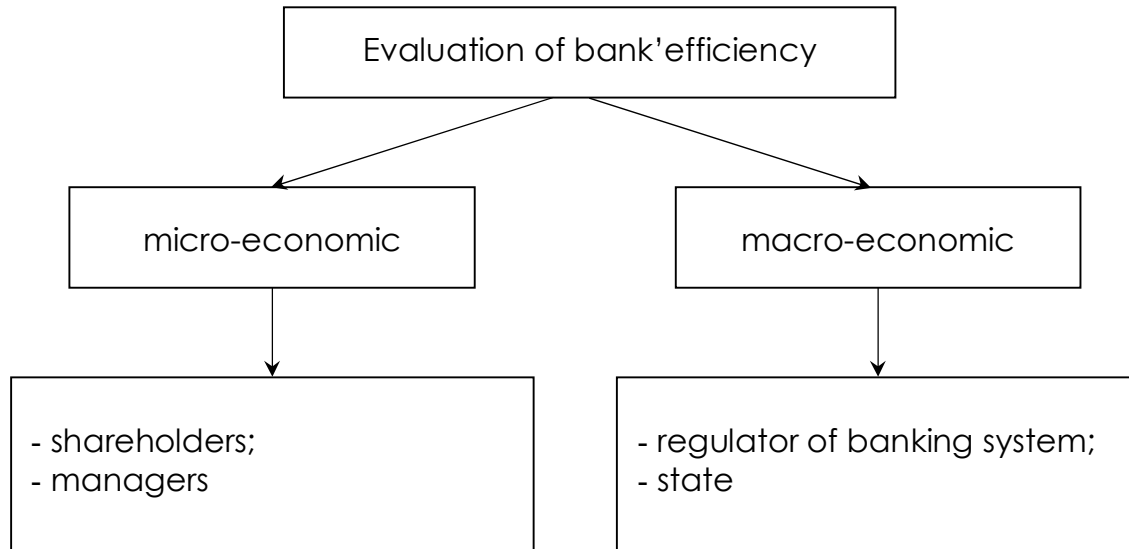 Evaluation of bank’efficiency
micro-economic
macro-economic
- shareholders;
- managers
- regulator of banking system;
- state